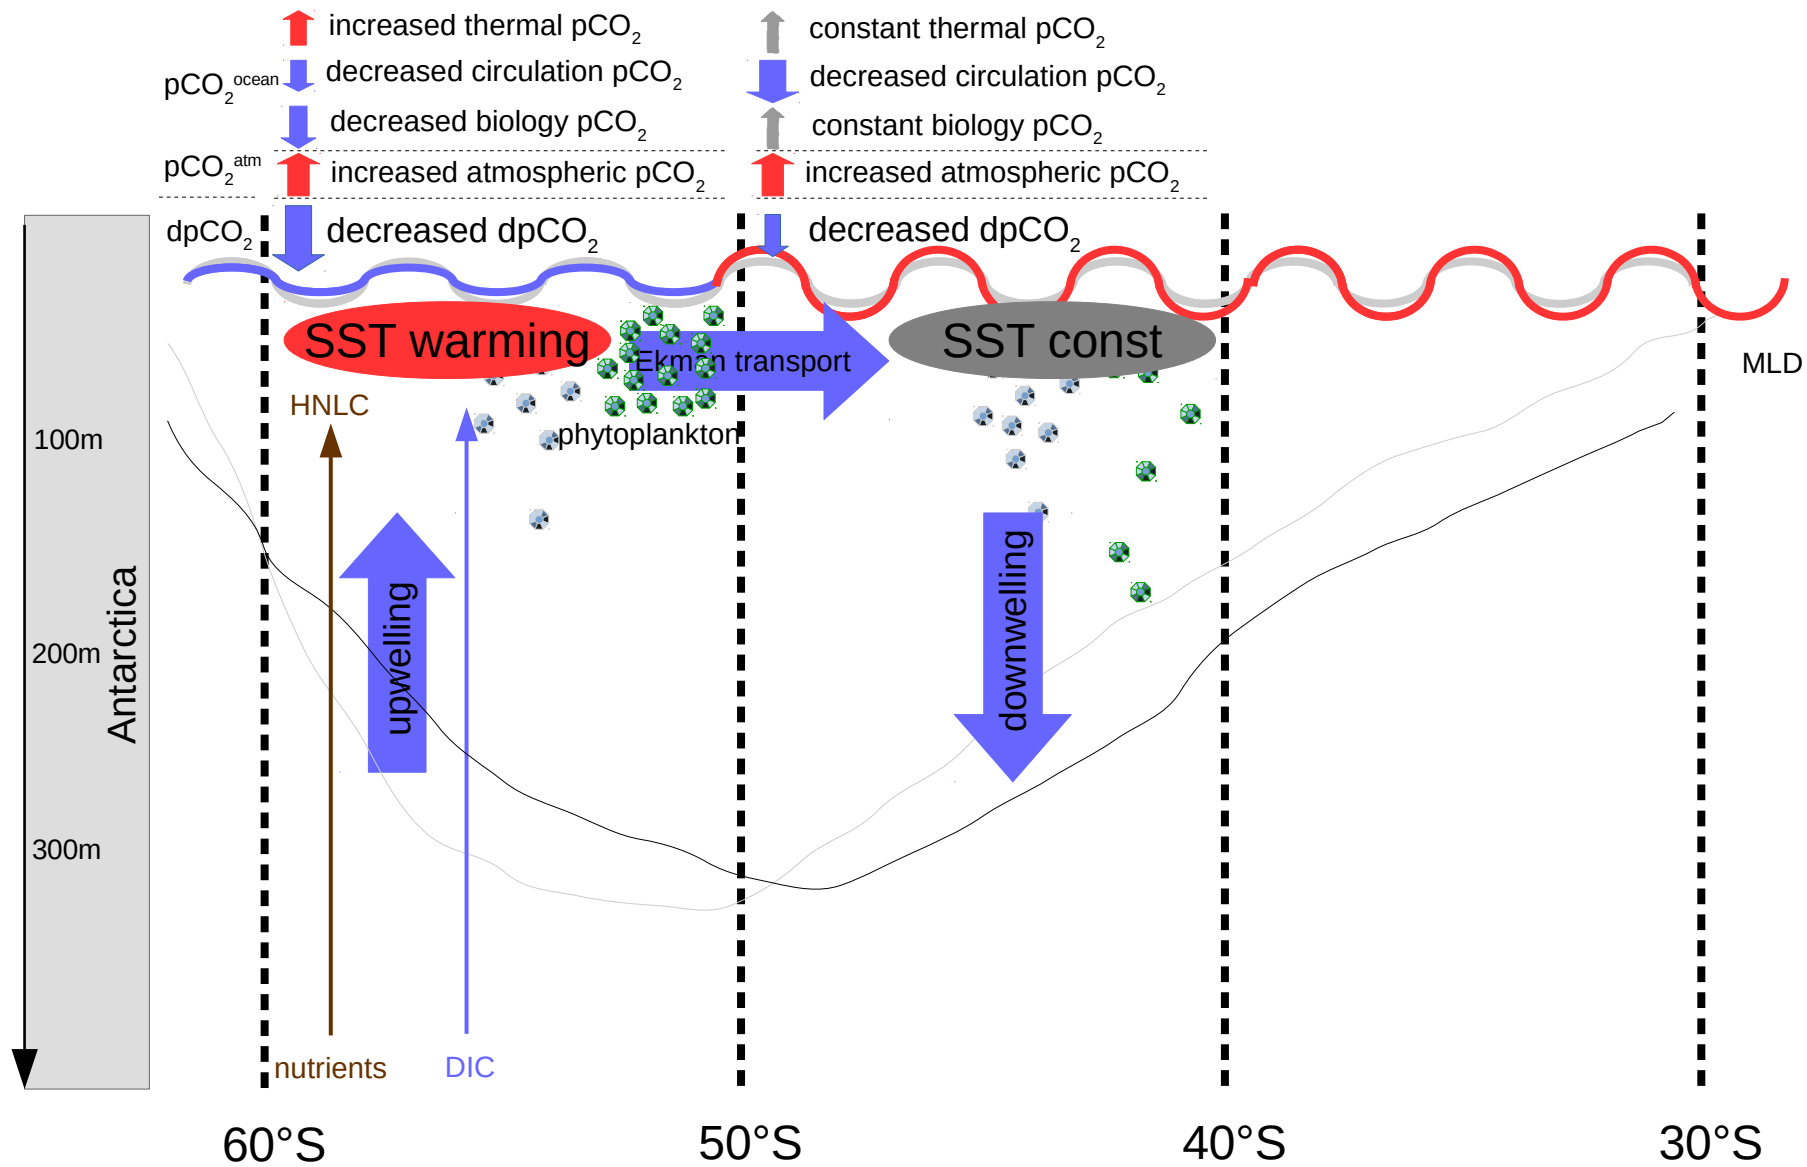 increased thermal pCO₂
constant thermal pCO₂
pCO₂ᵒᶜᵉᵃⁿ
decreased circulation pCO₂
decreased circulation pCO₂
decreased biology pCO₂
constant biology pCO₂
pCO₂ᵃᵗᵐ
increased atmospheric pCO₂
increased atmospheric pCO₂
dpCO₂
decreased dpCO₂
decreased dpCO₂
SST warming
Ekman transport
SST const
MLD
HNLC
phytoplankton
100m
200m
300m
Antarctica
upwelling
downwelling
nutrients
DIC
60°S
50°S
40°S
30°S